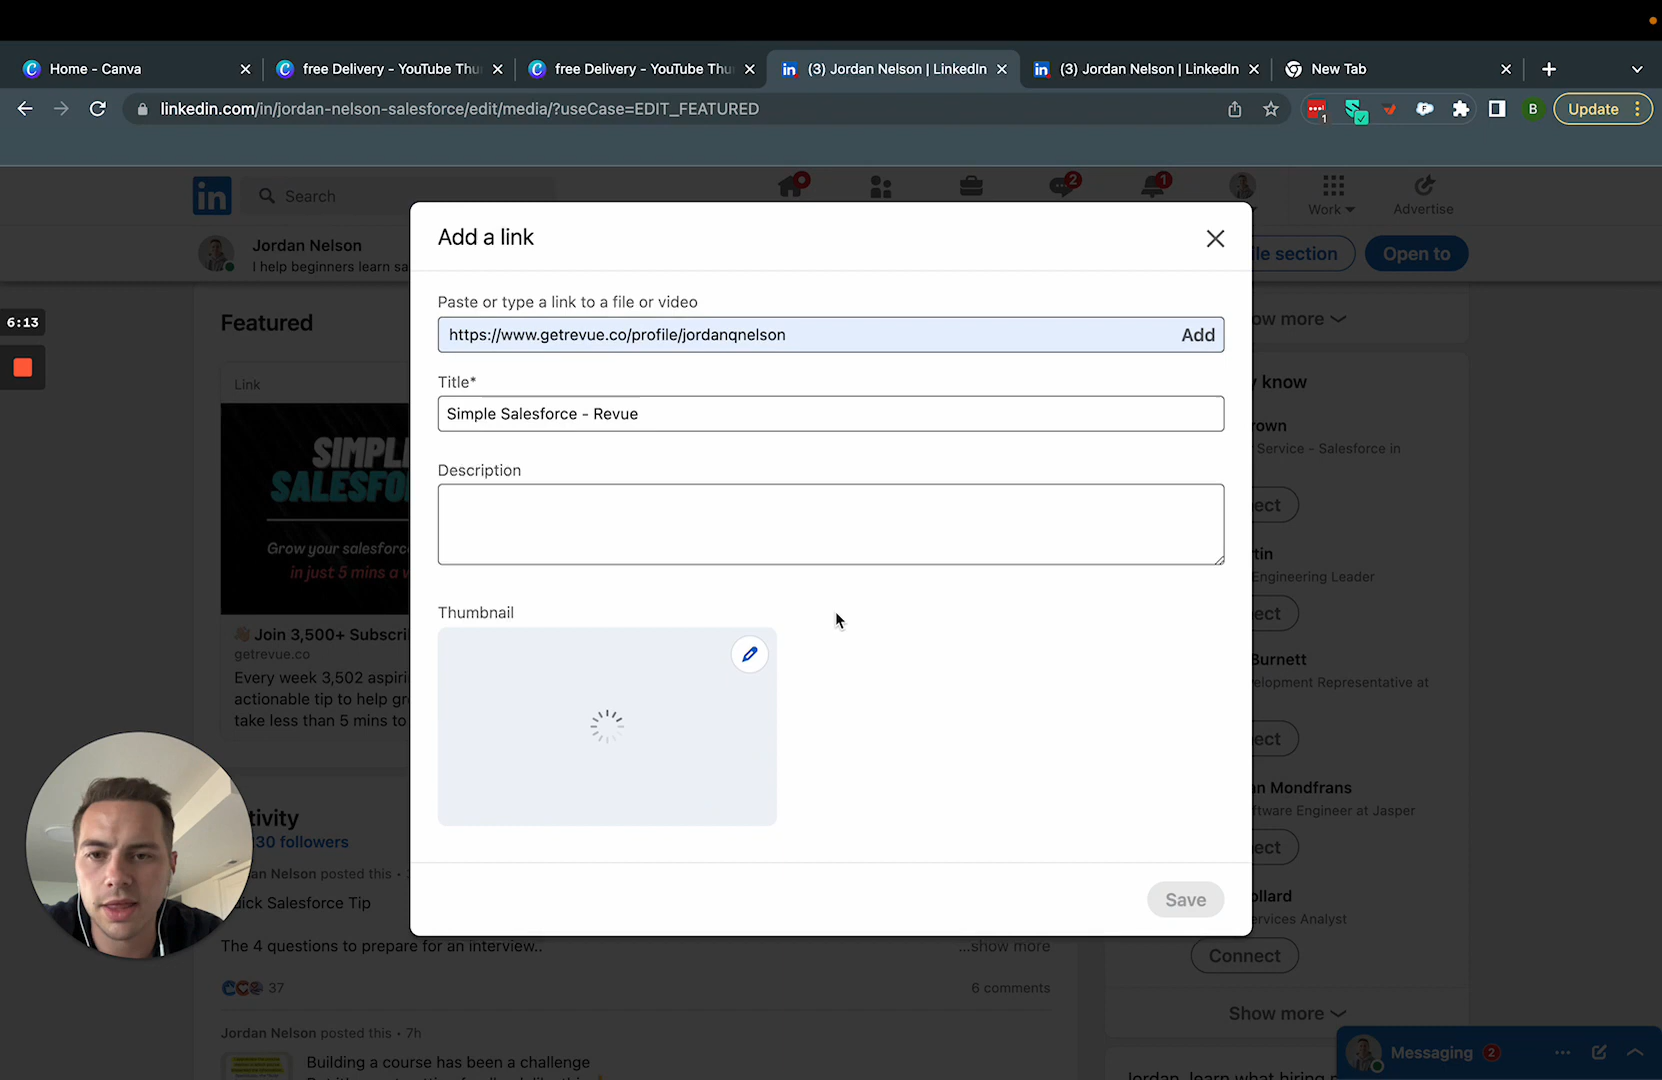 Home - Canva
free Delivery - YouTube Thu
free Delivery - YouTube Thu
(3) Jordan Nelson | LinkedIn
(3) Jordan Nelson | LinkedIn
New Tab
linkedin.com/in/jordan-nelson-salesforce/edit/media/?useCase=EDIT_FEATURED
1
B
Update
in
Search
2
1
Work
Advertise
Jordan Nelson
I help beginners learn sa
le section
Open to
Add a link
Paste or type a link to a file or video
https://www.getrevue.co/profile/jordanqnelson
Add
Title*
Simple Salesforce - Revue
Description
Thumbnail
Save
6:13
Featured
Link
SIMPL
SALESFO
Grow your salesforc
in just 5 mins a w
Join 3,500+ Subscri
getrevue.co
Every week 3,502 aspiri
actionable tip to help gr
take less than 5 mins to
tivity
30 followers
an Nelson posted this •
uick Salesforce Tip
The 4 questions to prepare for an interview..
...show more
37
6 comments
Jordan Nelson posted this • 7h
Building a course has been a challenge
ow more
know
own
Service - Salesforce in
ect
tin
Engineering Leader
ect
Burnett
elopment Representative at
ect
an Mondfrans
ftware Engineer at Jasper
ect
ollard
ervices Analyst
Connect
Show more
Messaging 2